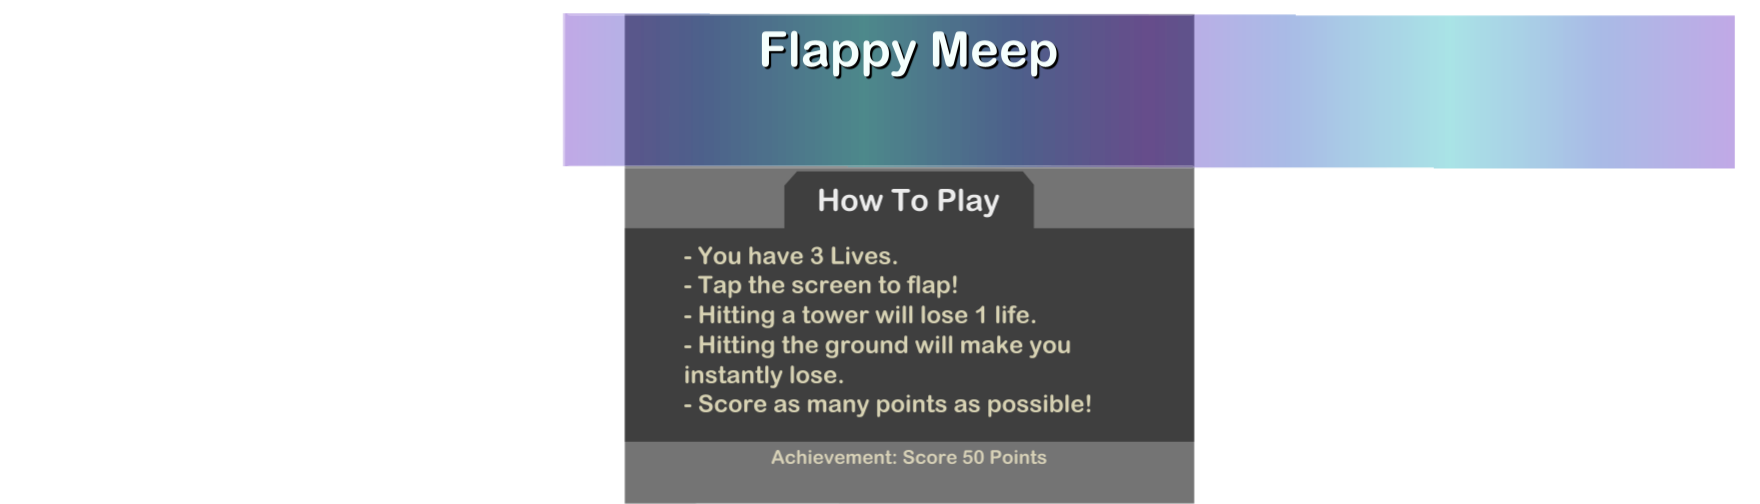 Flappy Meep
How To Play
- You have 3 Lives.
- Tap the screen to flap!
- Hitting a tower will lose 1 life.
- Hitting the ground will make you
instantly lose.
- Score as many points as possible!
Achievement: Score 50 Points